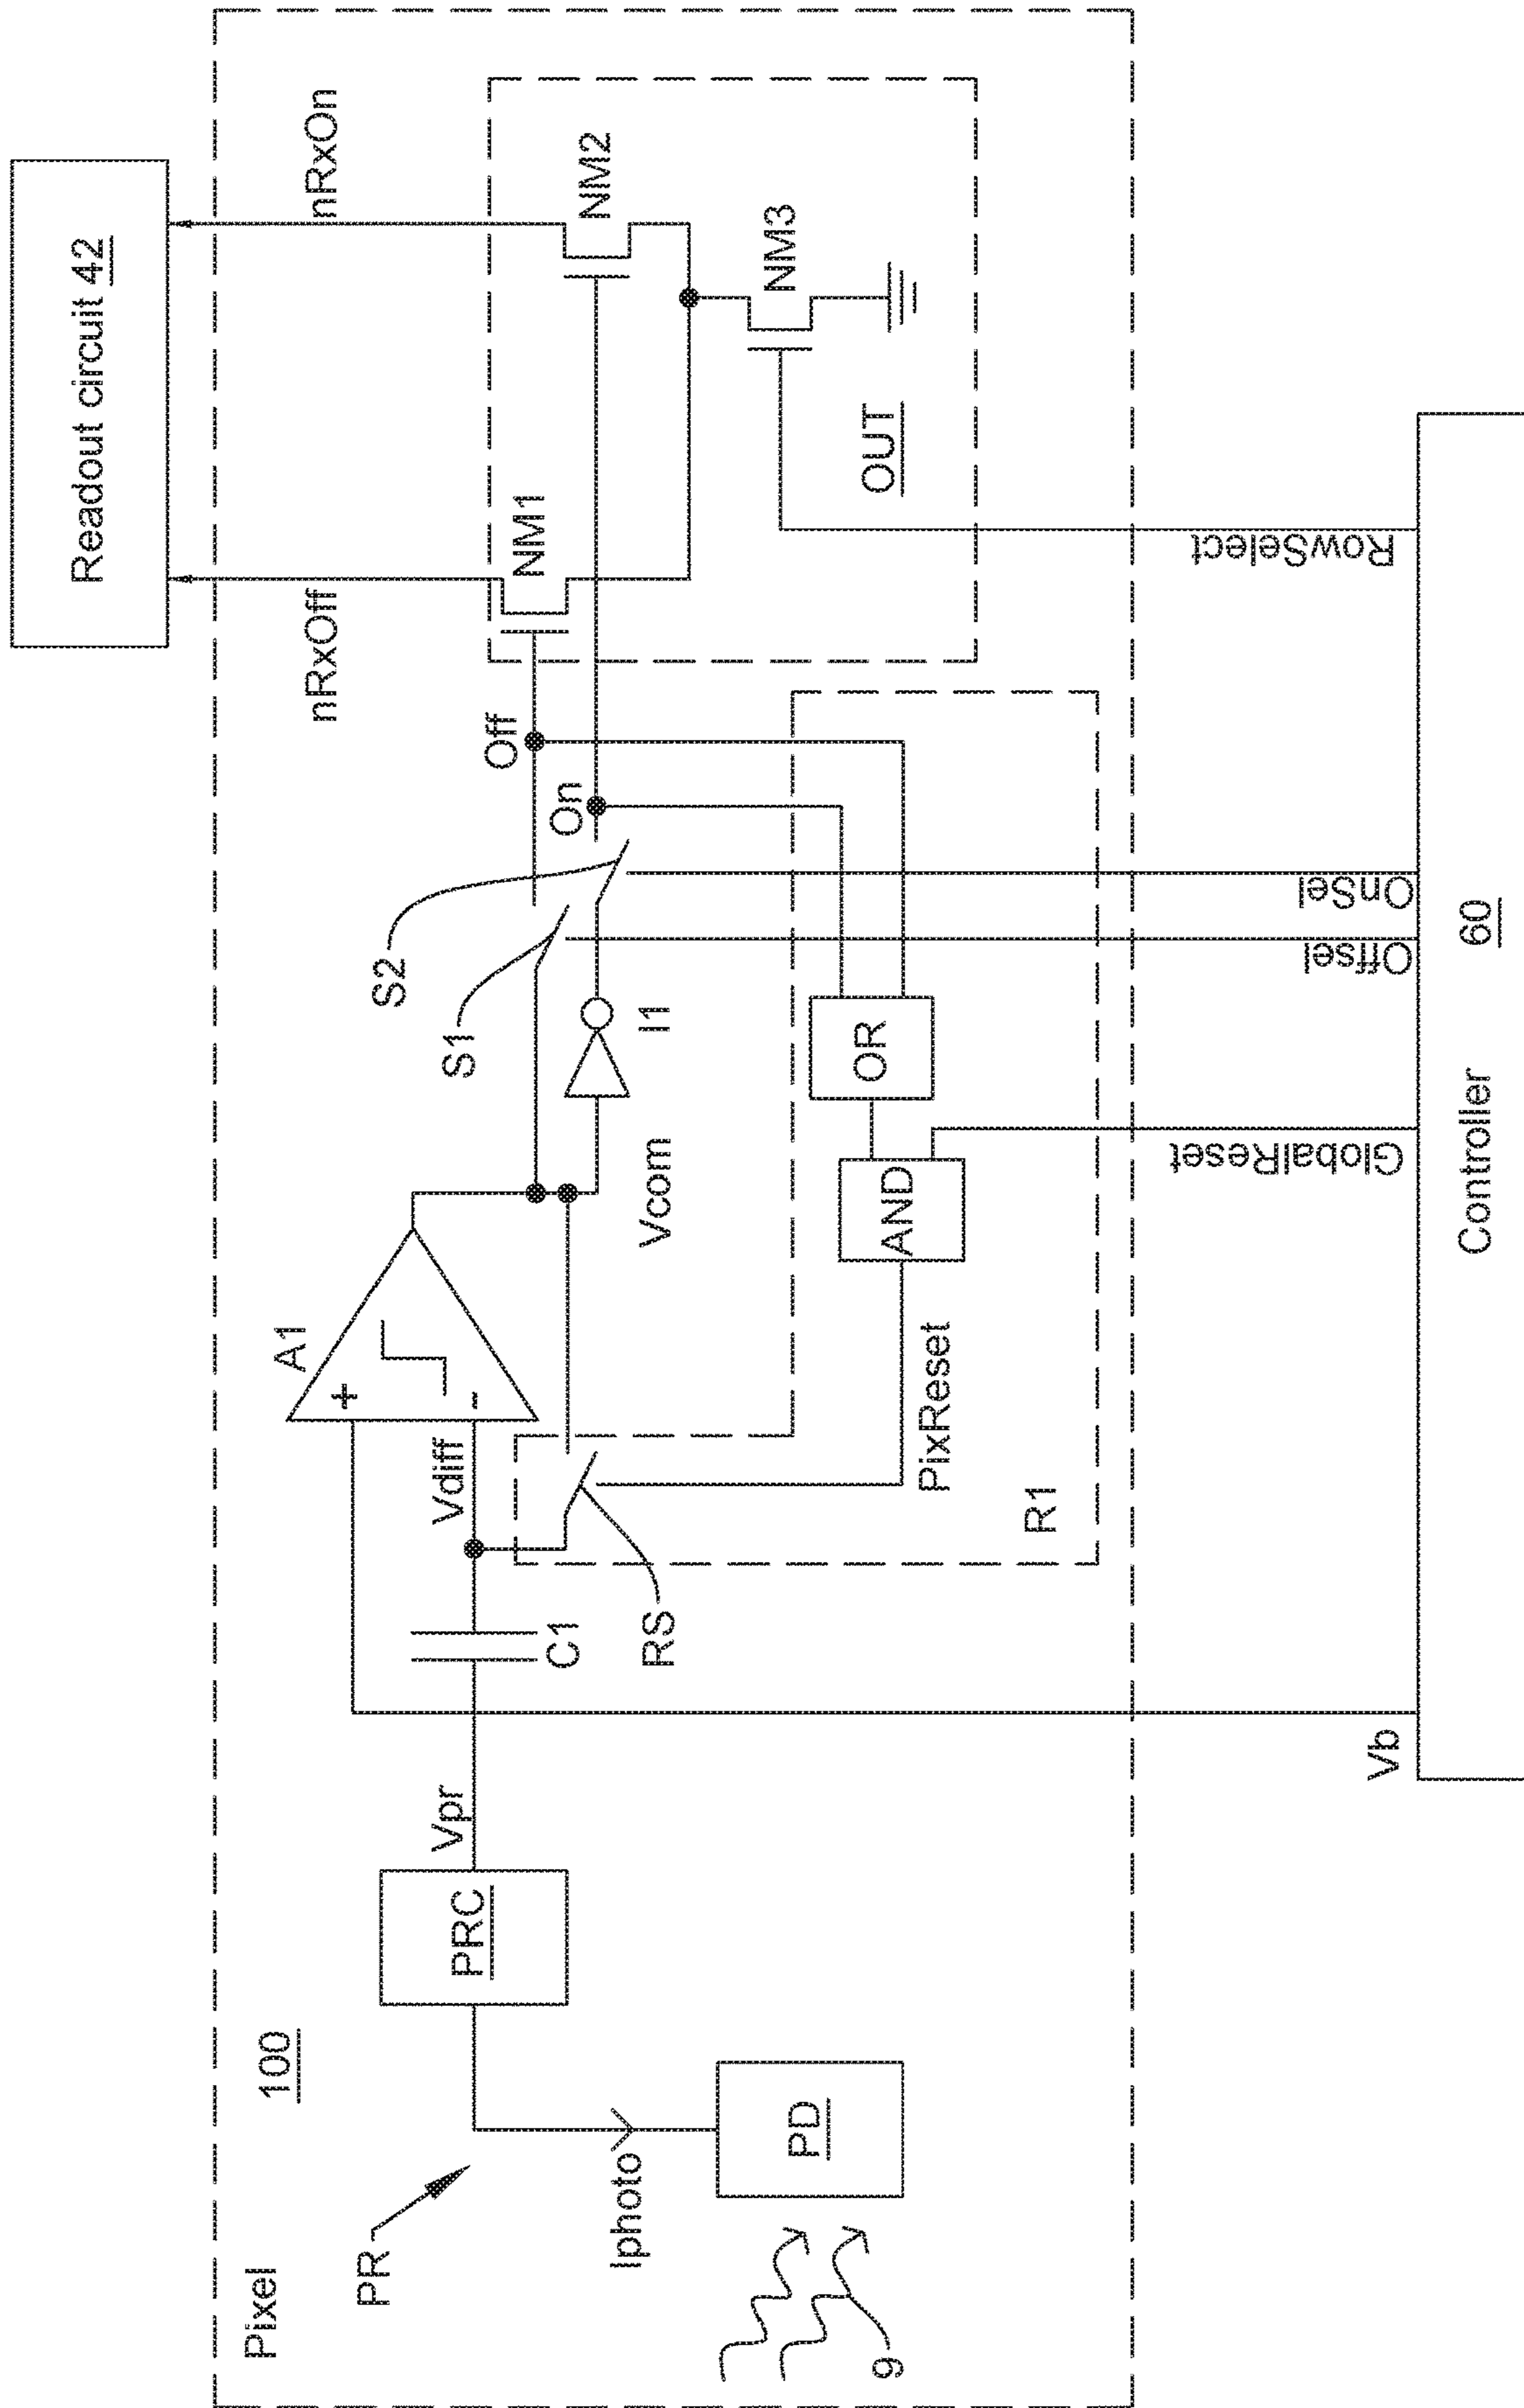 Readout circuit 42
nRxOff
nRxOn
Pixel
100
PR
PRC
Vpr
Iphoto
PD
9
C1
Vdiff
A1
+
-
RS
Vcom
I1
S1
S2
Off
On
NM1
NM2
NM3
OUT
OR
AND
PixReset
R1
Vb
GlobalReset
Offsel
OnSel
RowSelect
Controller 60